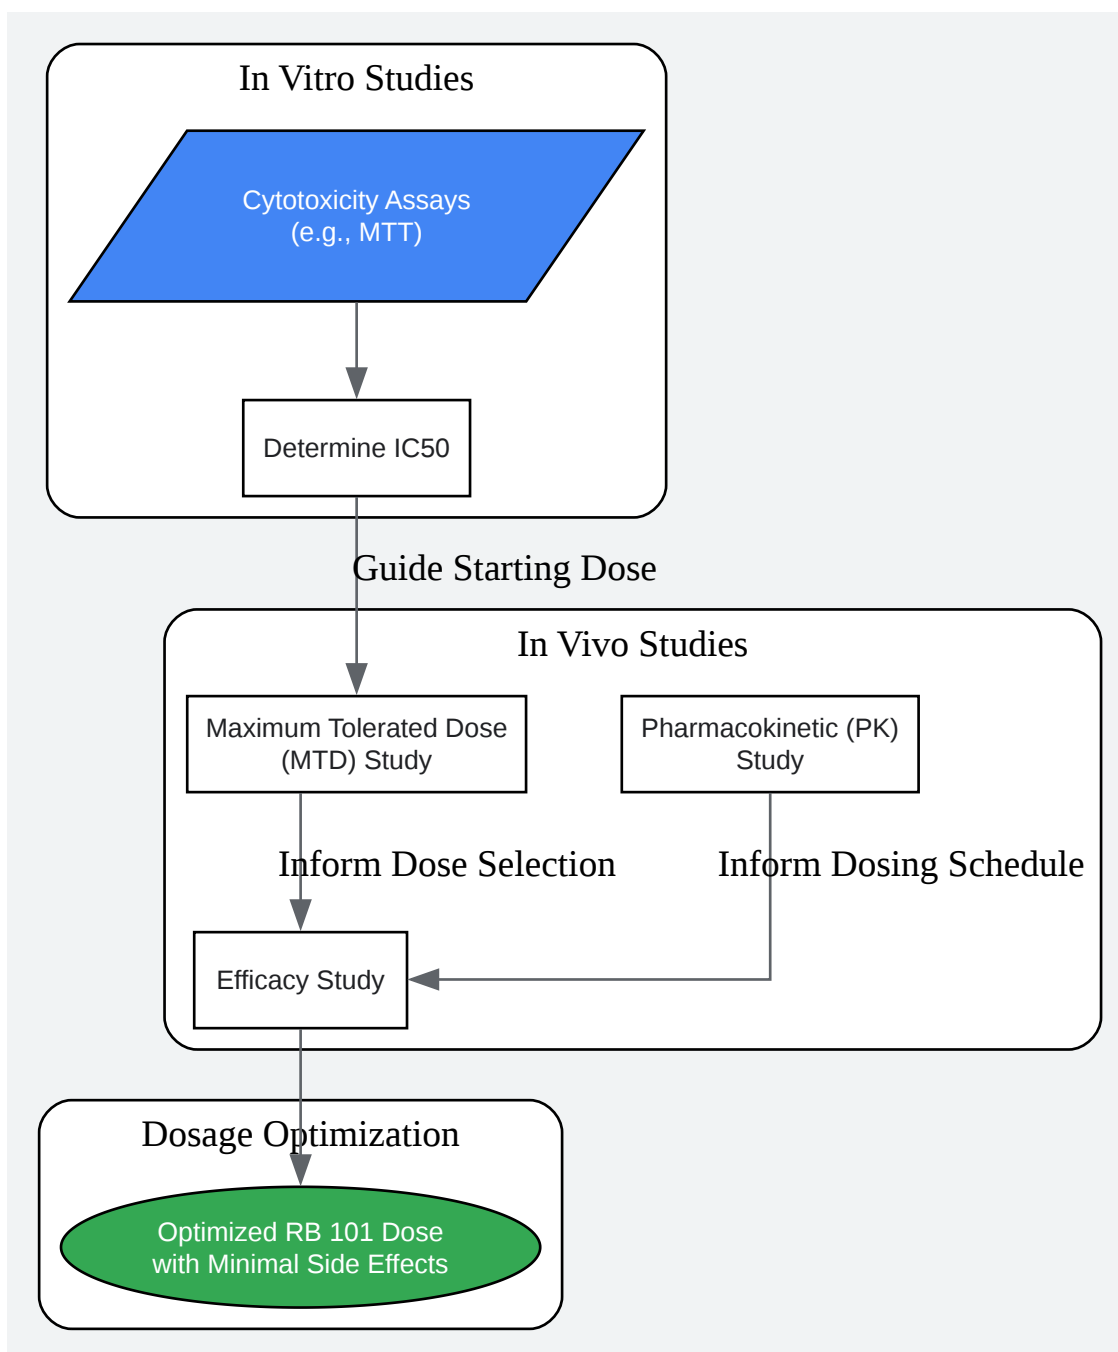 In Vitro Studies
Cytotoxicity Assays
(e.g., MTT)
Determine IC50
Guide Starting Dose
In Vivo Studies
Maximum Tolerated Dose
(MTD) Study
Pharmacokinetic (PK)
Study
Inform Dose Selection
Inform Dosing Schedule
Efficacy Study
Dosage Optimization
Optimized RB 101 Dose
with Minimal Side Effects